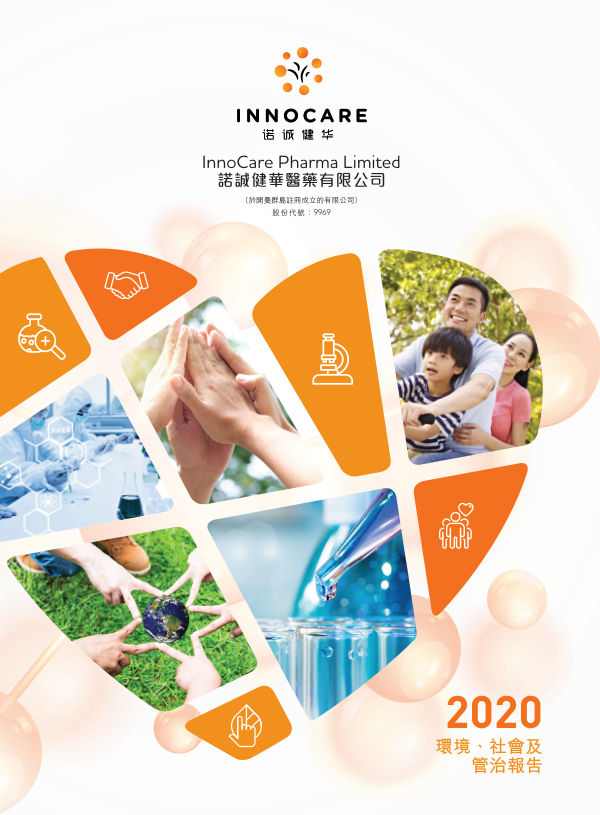 INNOCARE
诺诚健华
InnoCare Pharma Limited
諾誠健華醫藥有限公司
（於開曼群島註冊成立的有限公司）
股份代號：9969
2020
環境、社會及
管治報告